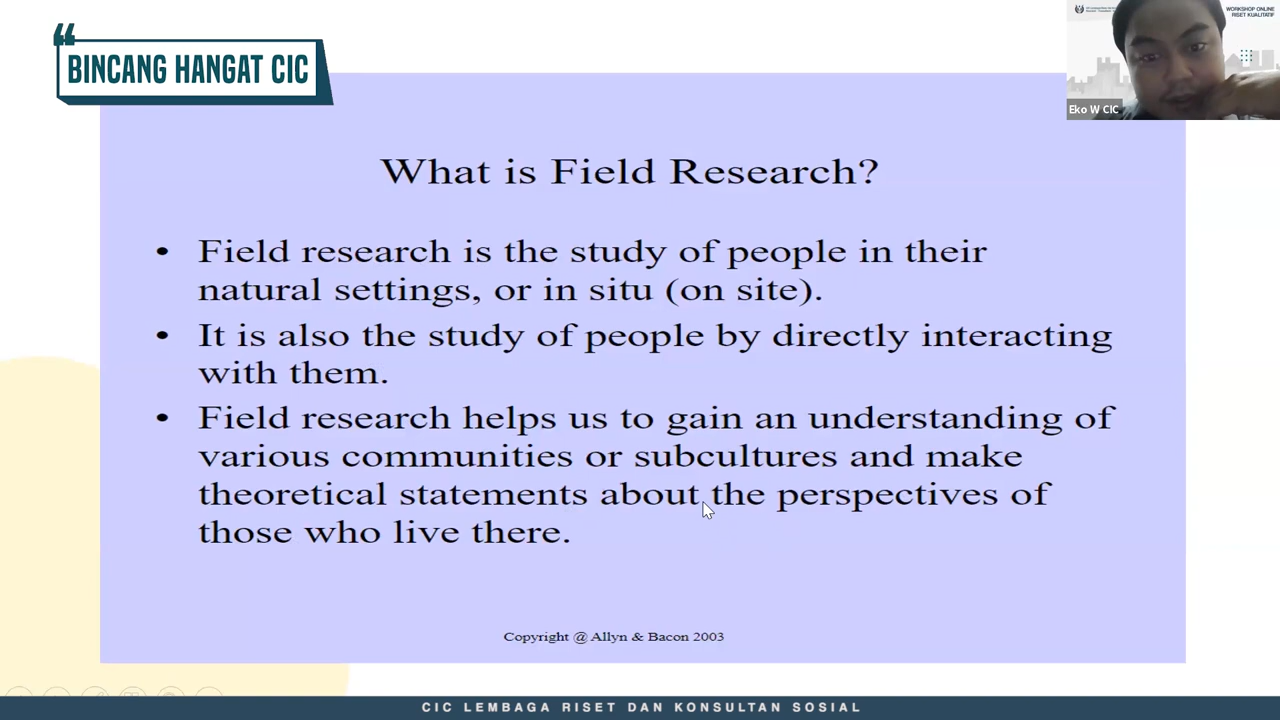 BINCANG HANGAT CIC
WORKSHOP ONLINE
RISET KUALITATIF
Eko W CIC
What is Field Research?
• Field research is the study of people in their
natural settings, or in situ (on site).
• It is also the study of people by directly interacting
with them.
• Field research helps us to gain an understanding of
various communities or subcultures and make
theoretical statements about the perspectives of
those who live there.
Copyright @ Allyn & Bacon 2003
CIC LEMBAGA RISET DAN KONSULTAN SOSIAL